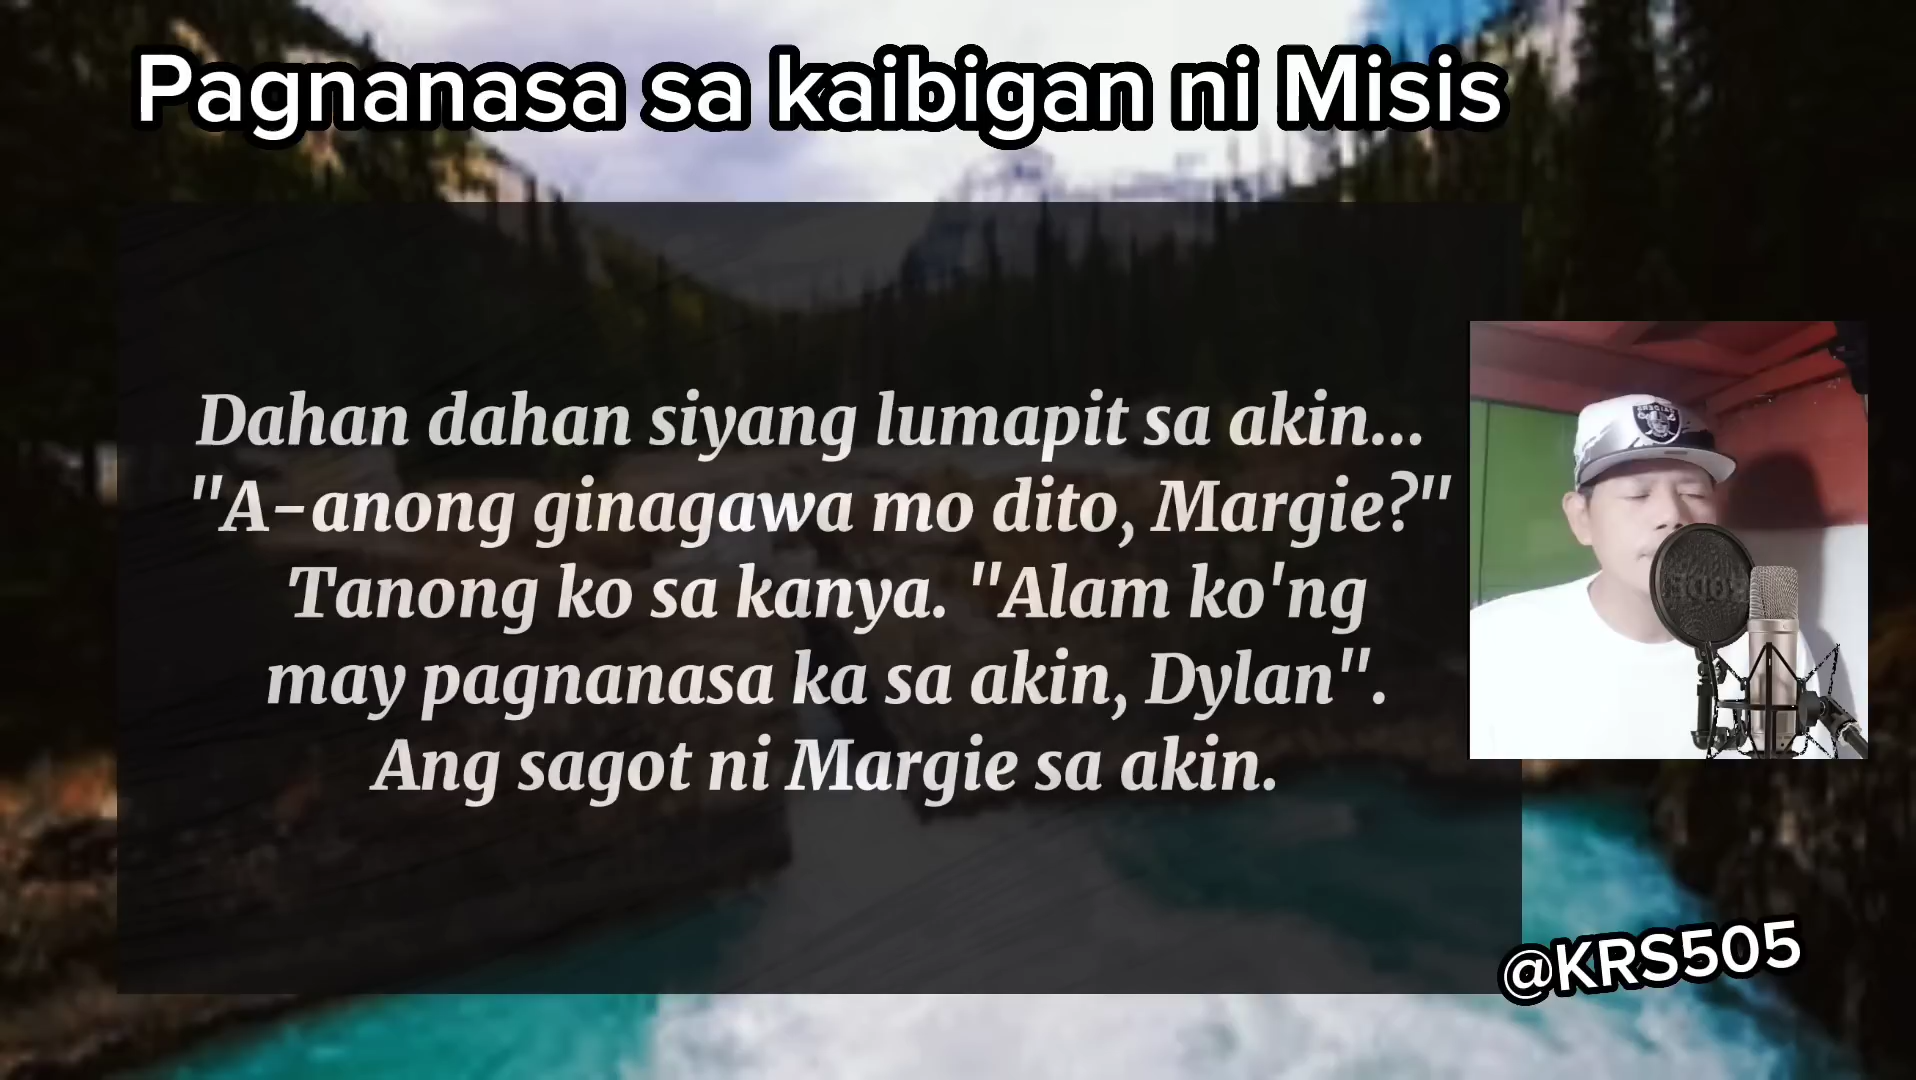 Pagnanasa sa kaibigan ni Misis
Dahan dahan siyang lumapit sa akin...
"A-anong ginagawa mo dito, Margie?"
Tanong ko sa kanya. "Alam ko'ng
may pagnanasa ka sa akin, Dylan".
Ang sagot ni Margie sa akin.
@KRS505